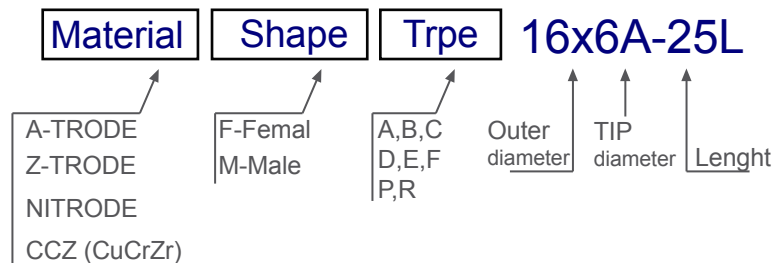 Material Shape Trpe 16x6A-25L
A-TRODE
Z-TRODE
NITRODE
CCZ (CuCrZr)
F-Femal
M-Male
A,B,C
D,E,F
P,R
Outer
diameter
TIP
diameter
Lenght